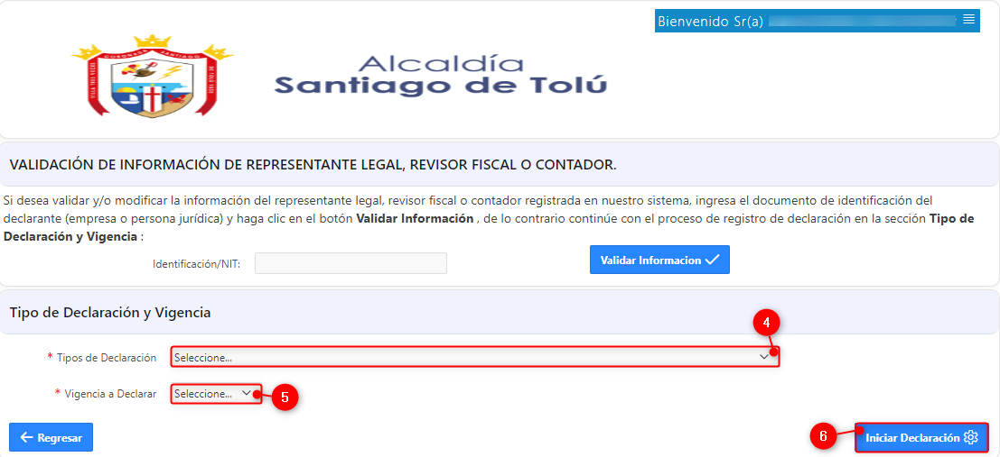 Bienvenido Sr(a)
Alcaldía
Santiago de Tolú
VALIDACIÓN DE INFORMACIÓN DE REPRESENTANTE LEGAL, REVISOR FISCAL O CONTADOR.
Si desea validar y/o modificar la información del representante legal, revisor fiscal o contador registrada en nuestro sistema, ingresa el documento de identificación del
declarante (empresa o persona jurídica) y haga clic en el botón Validar Información , de lo contrario continúe con el proceso de registro de declaración en la sección Tipo de
Declaración y Vigencia :
Identificación/NIT:
Validar Informacion
Tipo de Declaración y Vigencia
4
* Tipos de Declaración
Seleccione...
* Vigencia a Declarar
Seleccione...
5
Regresar
6
Iniciar Declaración